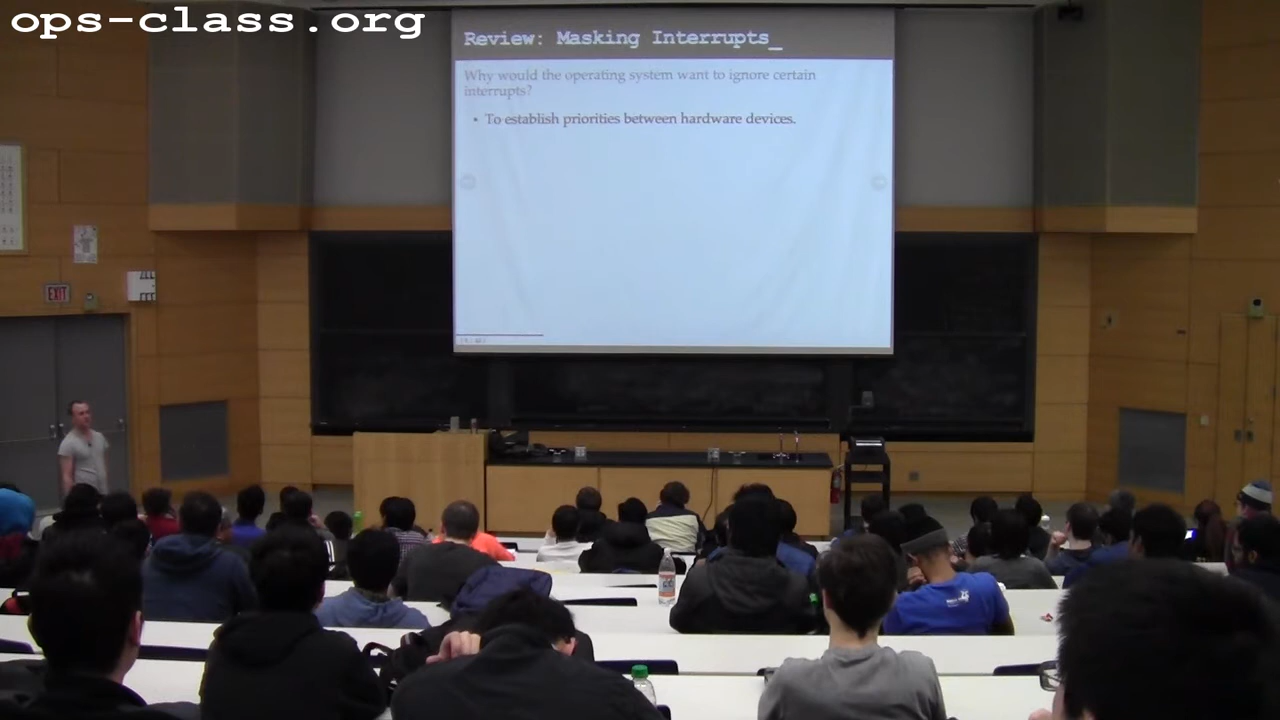 ops-class.org
Review: Masking Interrupts_
Why would the operating system want to ignore certain
interrupts?
• To establish priorities between hardware devices.
EXIT